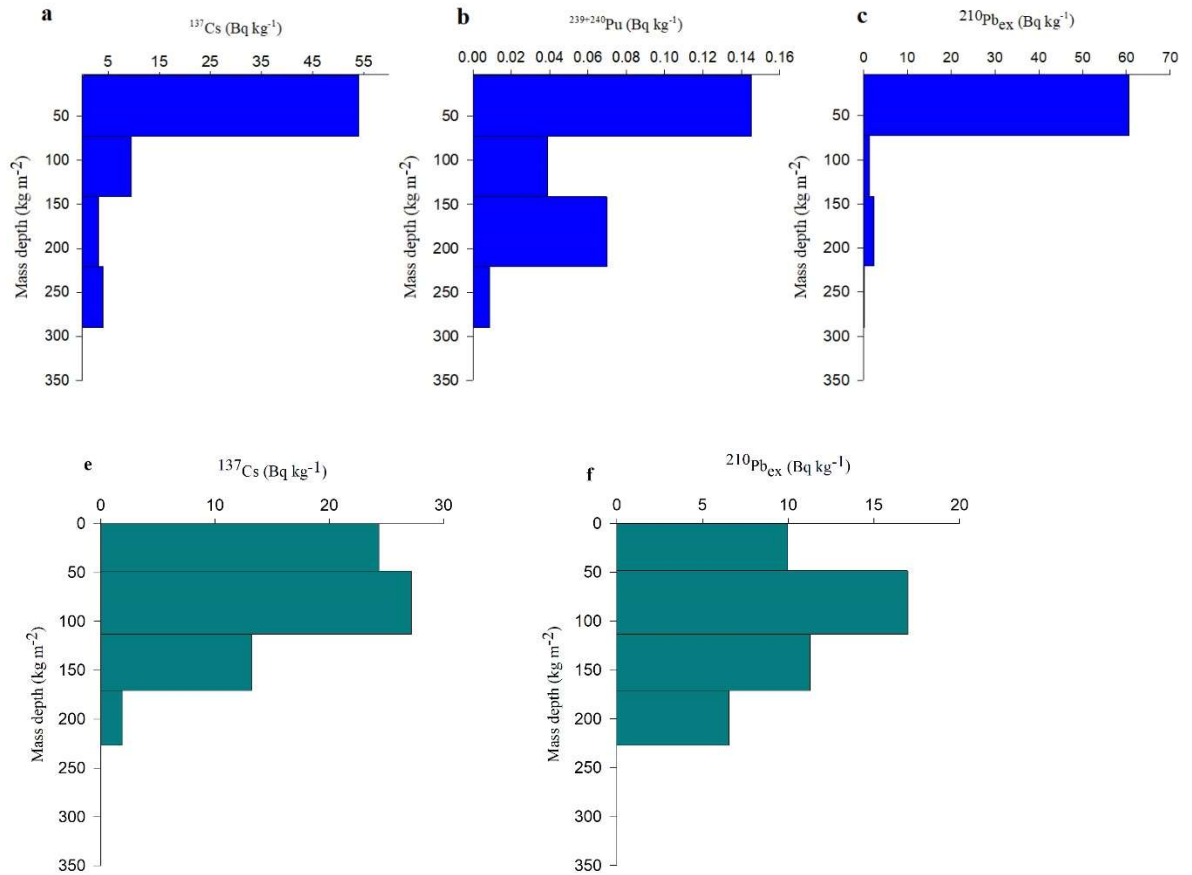 a
¹³⁷Cs (Bq kg⁻¹)
5 15 25 35 45 55
Mass depth (kg m⁻²)
50
100
150
200
250
300
350
b
²³⁹⁺²⁴⁰Pu (Bq kg⁻¹)
0.00 0.02 0.04 0.06 0.08 0.10 0.12 0.14 0.16
Mass depth (kg m⁻²)
50
100
150
200
250
300
350
c
²¹⁰Pbₑₓ (Bq kg⁻¹)
0 10 20 30 40 50 60 70
Mass depth (kg m⁻²)
50
100
150
200
250
300
350
e
¹³⁷Cs (Bq kg⁻¹)
0 10 20 30
Mass depth (kg m⁻²)
0
50
100
150
200
250
300
350
f
²¹⁰Pbₑₓ (Bq kg⁻¹)
0 5 10 15 20
Mass depth (kg m⁻²)
0
50
100
150
200
250
300
350